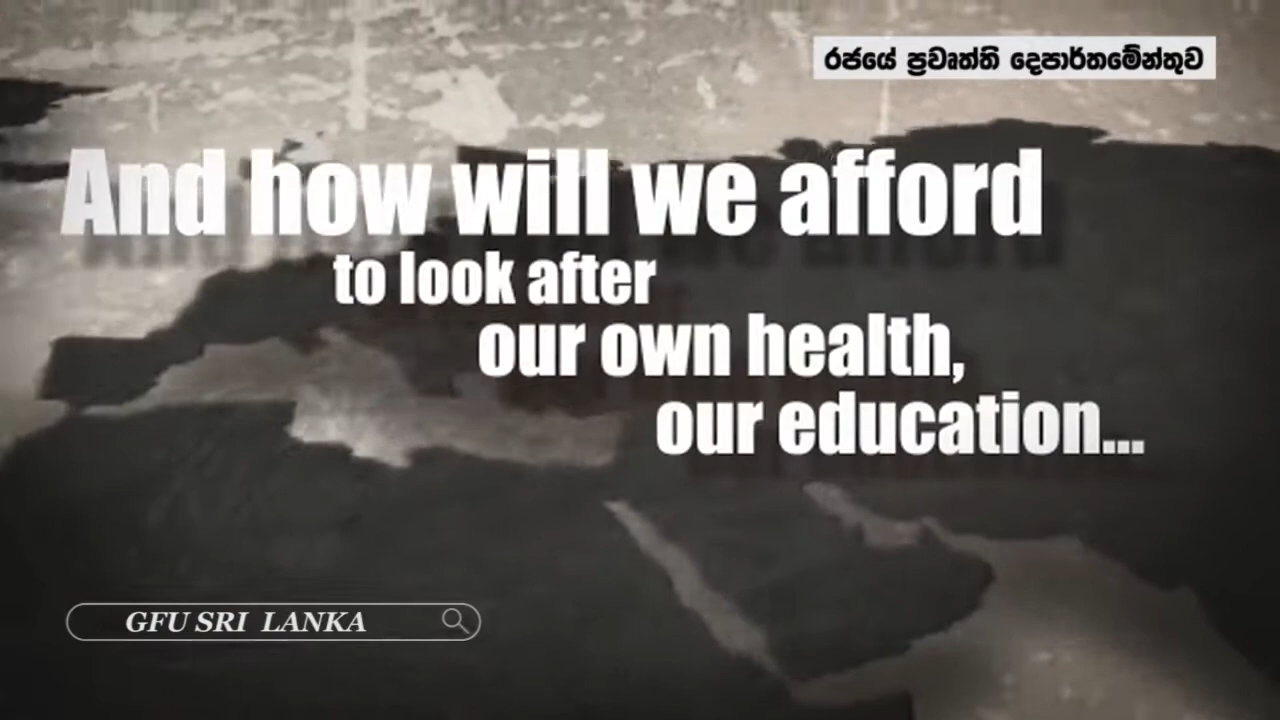 රජයේ ප්‍රවෘත්ති දෙපාර්තමේන්තුව
And how will we afford
to look after
our own health,
our education...
GFU SRI LANKA